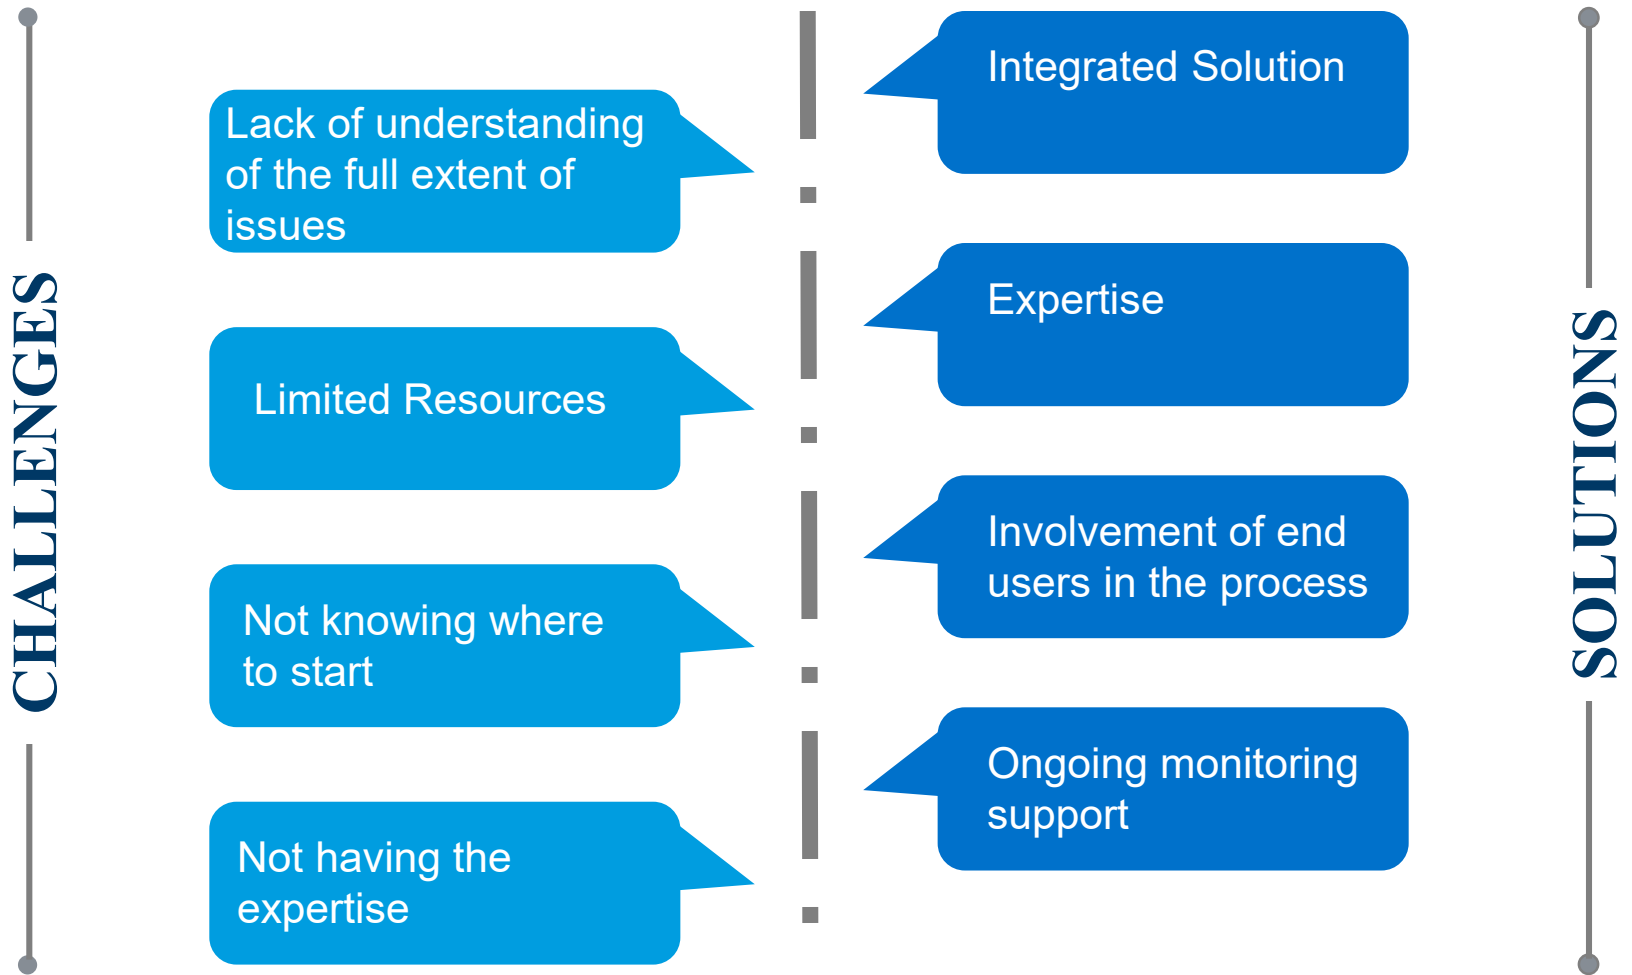 CHALLENGES
Lack of understanding
of the full extent of
issues
Limited Resources
Not knowing where
to start
Not having the
expertise
Integrated Solution
Expertise
Involvement of end
users in the process
Ongoing monitoring
support
SOLUTIONS